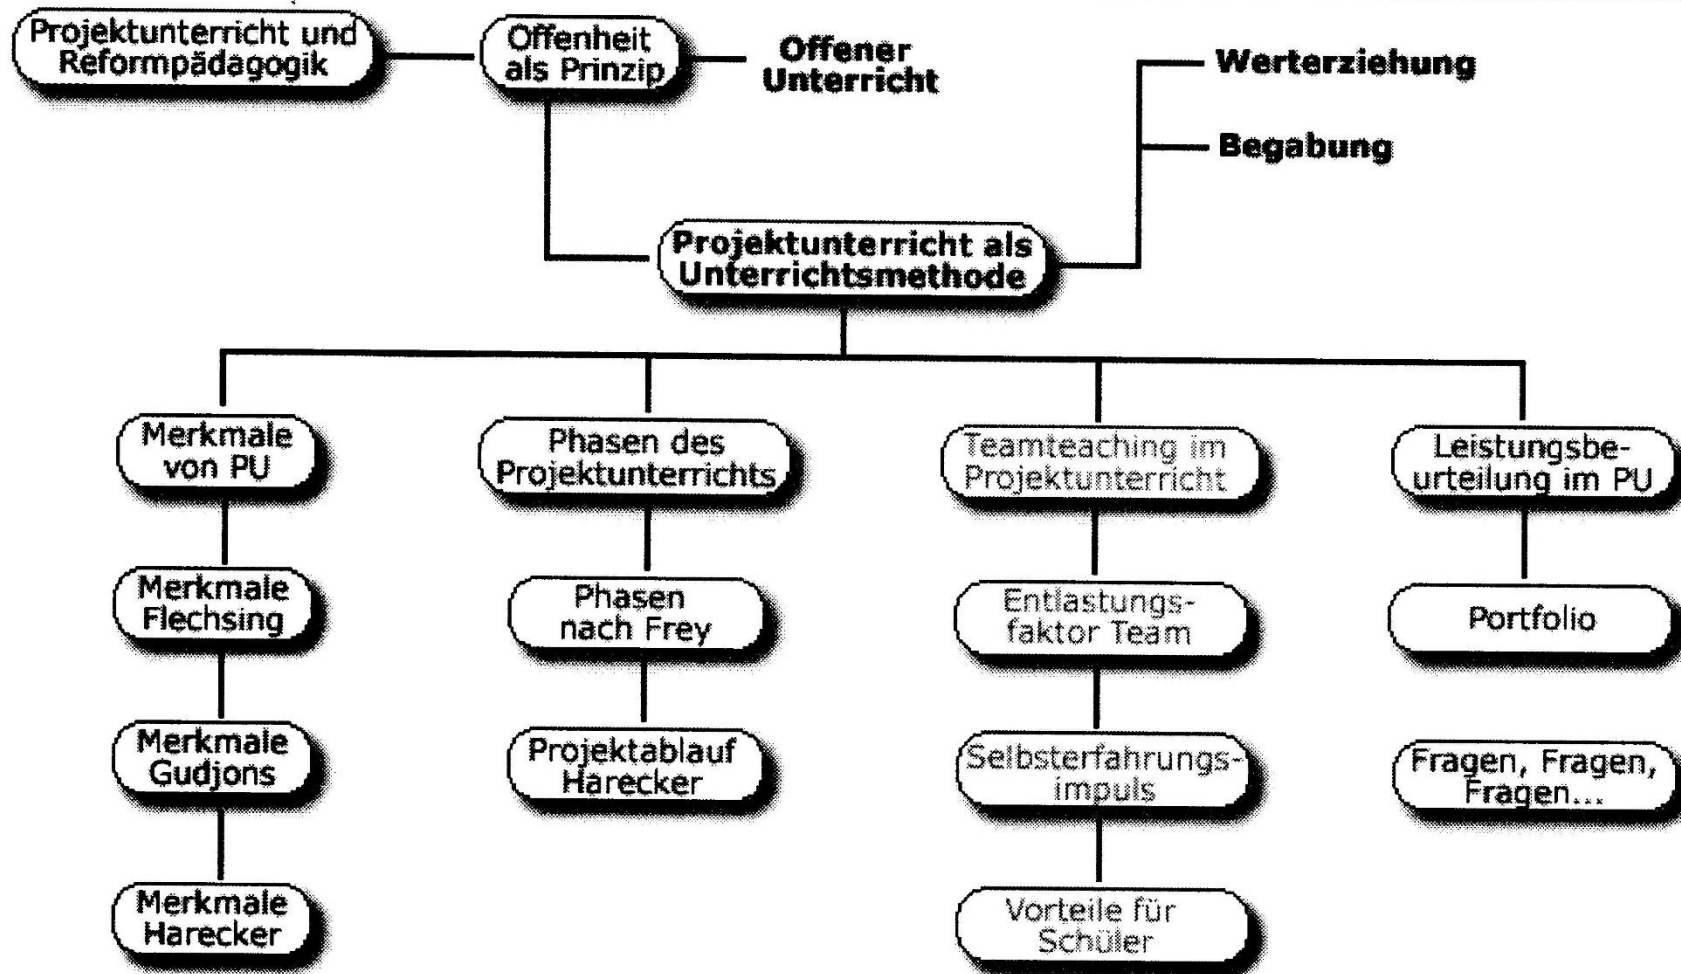 Projektunterricht und
Reformpädagogik
Offenheit
als Prinzip
Offener
Unterricht
Werterziehung
Begabung
Projektunterricht als
Unterrichtsmethode
Merkmale
von PU
Phasen des
Projektunterrichts
Teamteaching im
Projektunterricht
Leistungsbe-
urteilung im PU
Merkmale
Flechsing
Phasen
nach Frey
Entlastungs-
faktor Team
Portfolio
Merkmale
Gudjons
Projektablauf
Harecker
Selbsterfahrungs-
impuls
Fragen, Fragen,
Fragen...
Merkmale
Harecker
Vorteile für
Schüler